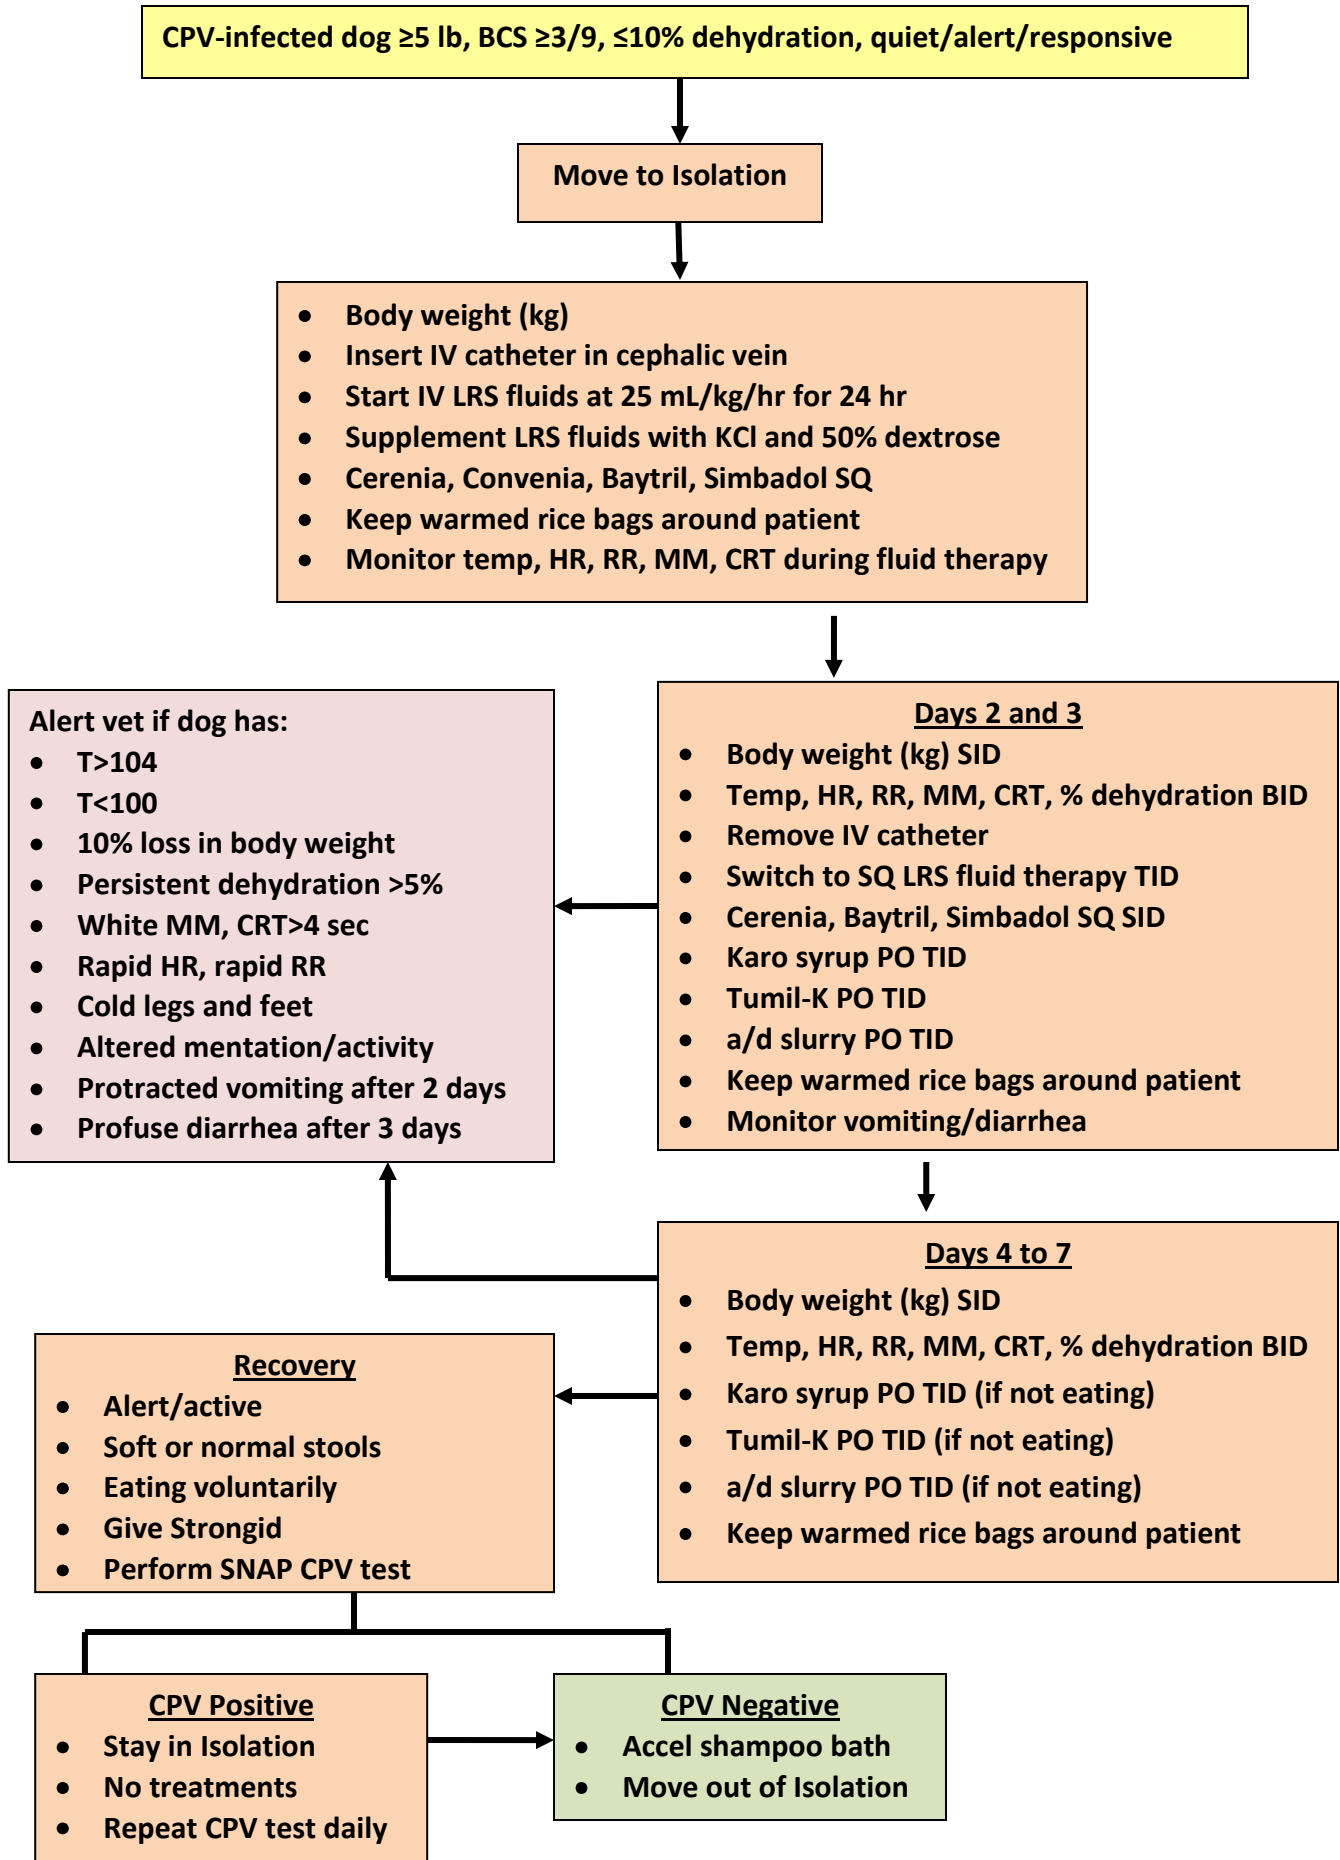 CPV-infected dog ≥5 lb, BCS ≥3/9, ≤10% dehydration, quiet/alert/responsive
Move to Isolation
• Body weight (kg)
• Insert IV catheter in cephalic vein
• Start IV LRS fluids at 25 mL/kg/hr for 24 hr
• Supplement LRS fluids with KCl and 50% dextrose
• Cerenia, Convenia, Baytril, Simbadol SQ
• Keep warmed rice bags around patient
• Monitor temp, HR, RR, MM, CRT during fluid therapy
Days 2 and 3
• Body weight (kg) SID
• Temp, HR, RR, MM, CRT, % dehydration BID
• Remove IV catheter
• Switch to SQ LRS fluid therapy TID
• Cerenia, Baytril, Simbadol SQ SID
• Karo syrup PO TID
• Tumil-K PO TID
• a/d slurry PO TID
• Keep warmed rice bags around patient
• Monitor vomiting/diarrhea
Alert vet if dog has:
• T>104
• T<100
• 10% loss in body weight
• Persistent dehydration >5%
• White MM, CRT>4 sec
• Rapid HR, rapid RR
• Cold legs and feet
• Altered mentation/activity
• Protracted vomiting after 2 days
• Profuse diarrhea after 3 days
Days 4 to 7
• Body weight (kg) SID
• Temp, HR, RR, MM, CRT, % dehydration BID
• Karo syrup PO TID (if not eating)
• Tumil-K PO TID (if not eating)
• a/d slurry PO TID (if not eating)
• Keep warmed rice bags around patient
Recovery
• Alert/active
• Soft or normal stools
• Eating voluntarily
• Give Strongid
• Perform SNAP CPV test
CPV Positive
• Stay in Isolation
• No treatments
• Repeat CPV test daily
CPV Negative
• Accel shampoo bath
• Move out of Isolation